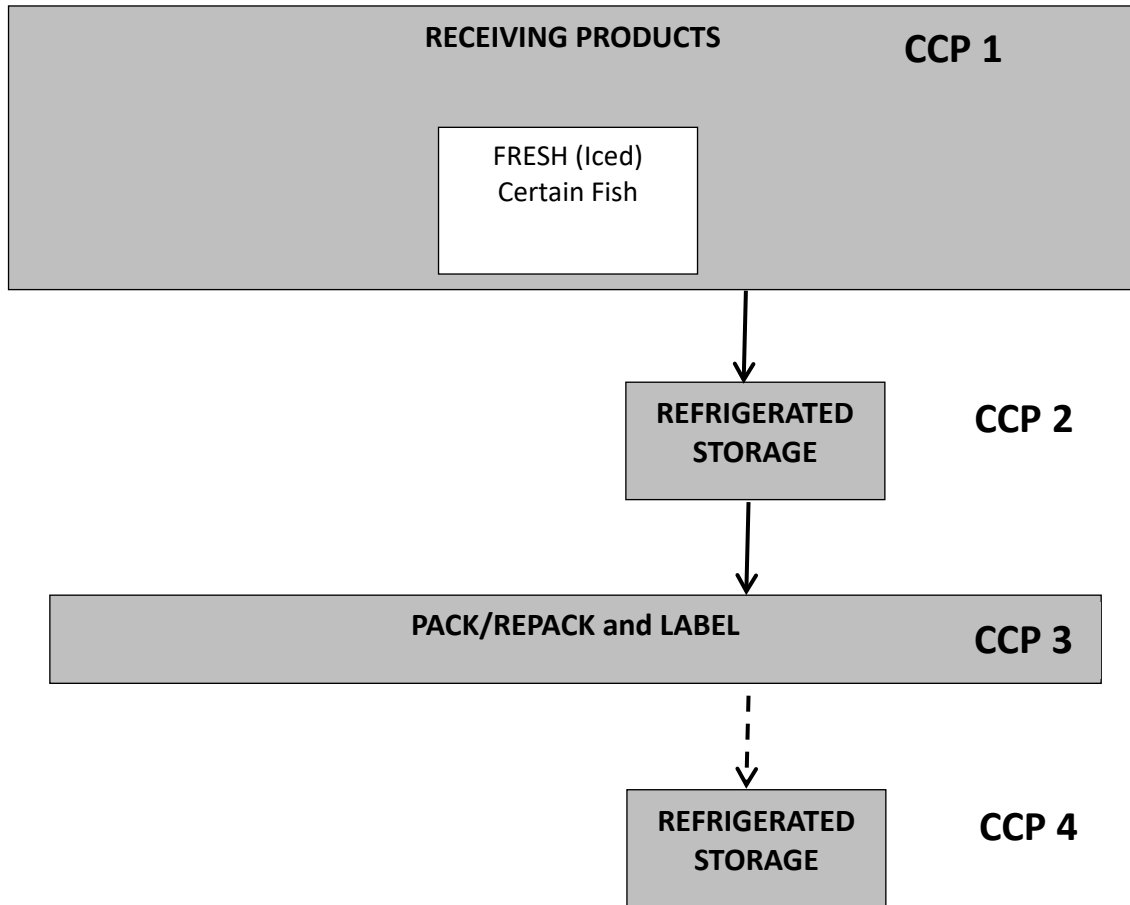 RECEIVING PRODUCTS
CCP 1
FRESH (Iced)
Certain Fish
REFRIGERATED
STORAGE
CCP 2
PACK/REPACK and LABEL
CCP 3
REFRIGERATED
STORAGE
CCP 4